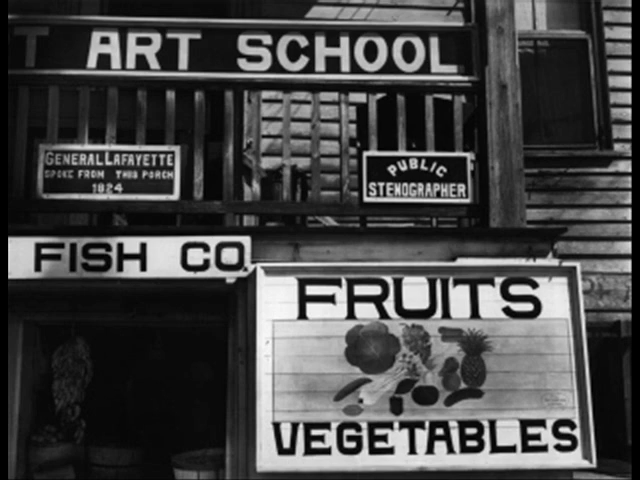 T ART SCHOOL
GENERAL LAFAYETTE
SPOKE FROM THIS PORCH
1824
PUBLIC
STENOGRAPHER
FISH CO.
FRUITS
VEGETABLES